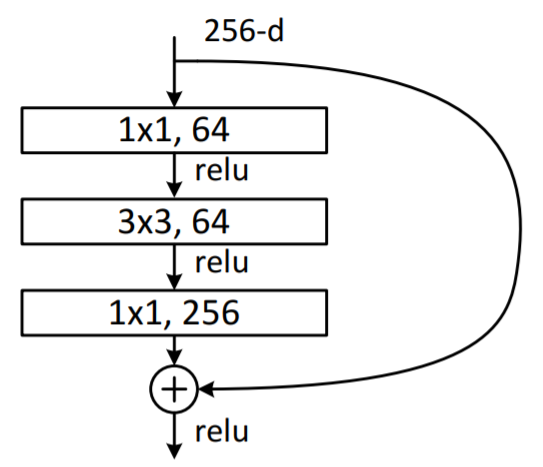 256-d
1x1, 64
relu
3x3, 64
relu
1x1, 256
+
relu